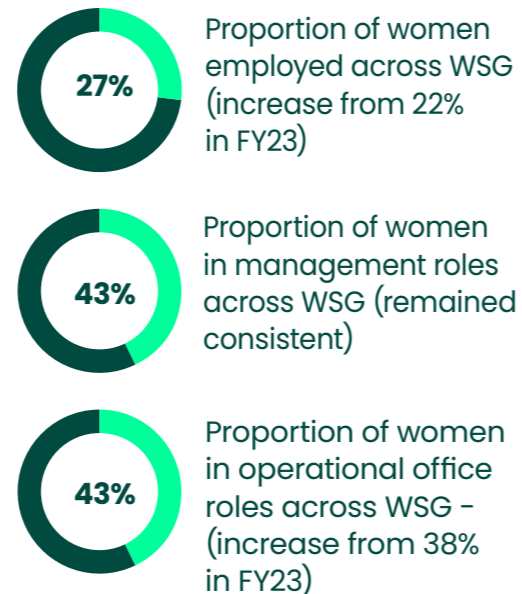 27%
Proportion of women
employed across WSG
(increase from 22%
in FY23)
43%
Proportion of women
in management roles
across WSG (remained
consistent)
43%
Proportion of women
in operational office
roles across WSG -
(increase from 38%
in FY23)